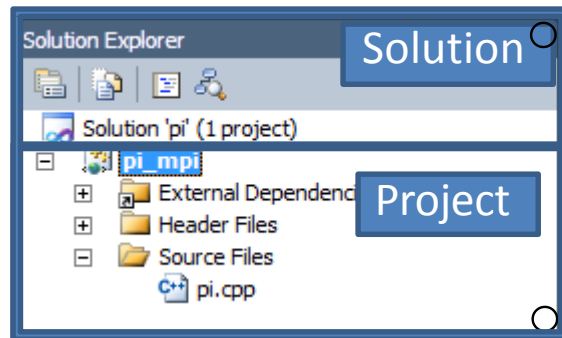 Solution Explorer
Solution
Solution 'pi' (1 project)
pi_mpi
External Dependenci
Project
Header Files
Source Files
pi.cpp